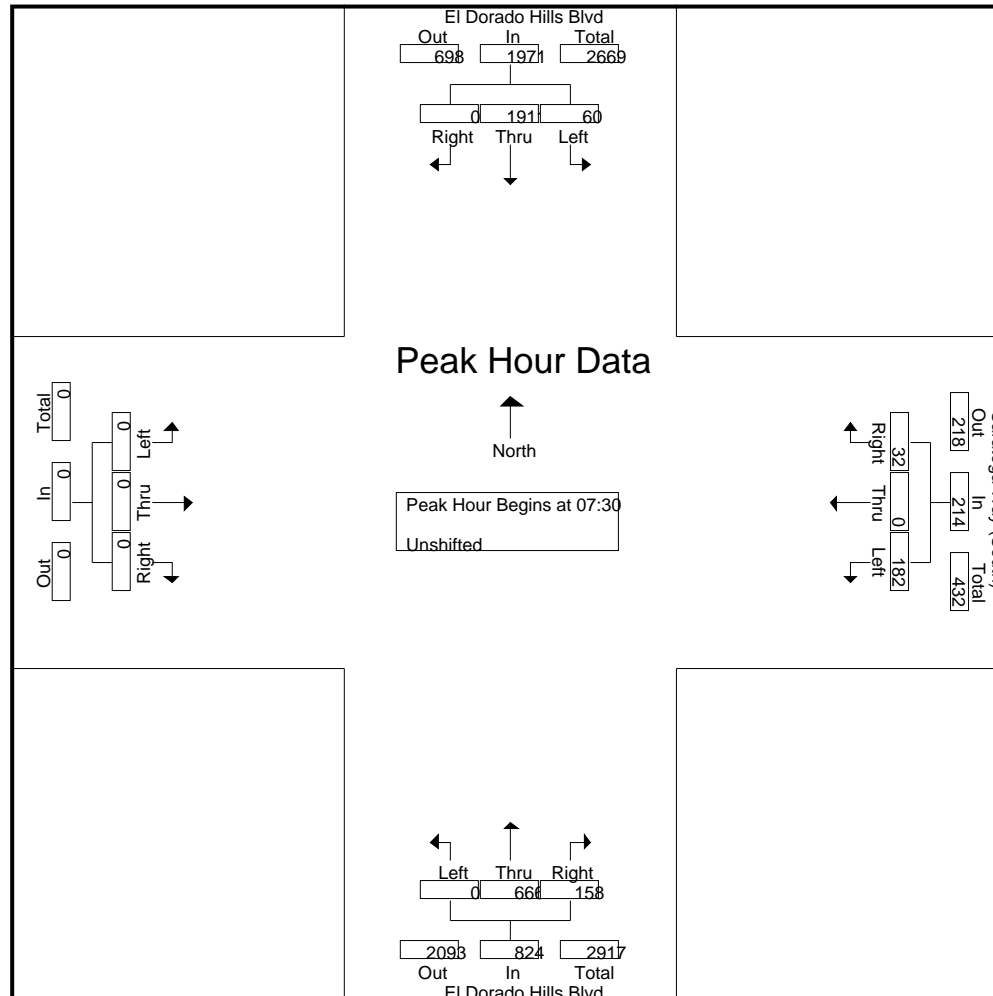 El Dorado Hills Blvd
Out In Total
698 1971 2669
0 191 60
Right Thru Left
Peak Hour Data
North
Peak Hour Begins at 07:30
Unshifted
Total
0
In
0
Out
0
0
Left
0
Thru
0
Right
Right
32
Thru
0
Left
182
Out
218
In
214
Total
432
Left Thru Right
0 666 158
2093 824 2917
Out In Total
El Dorado Hills Blvd